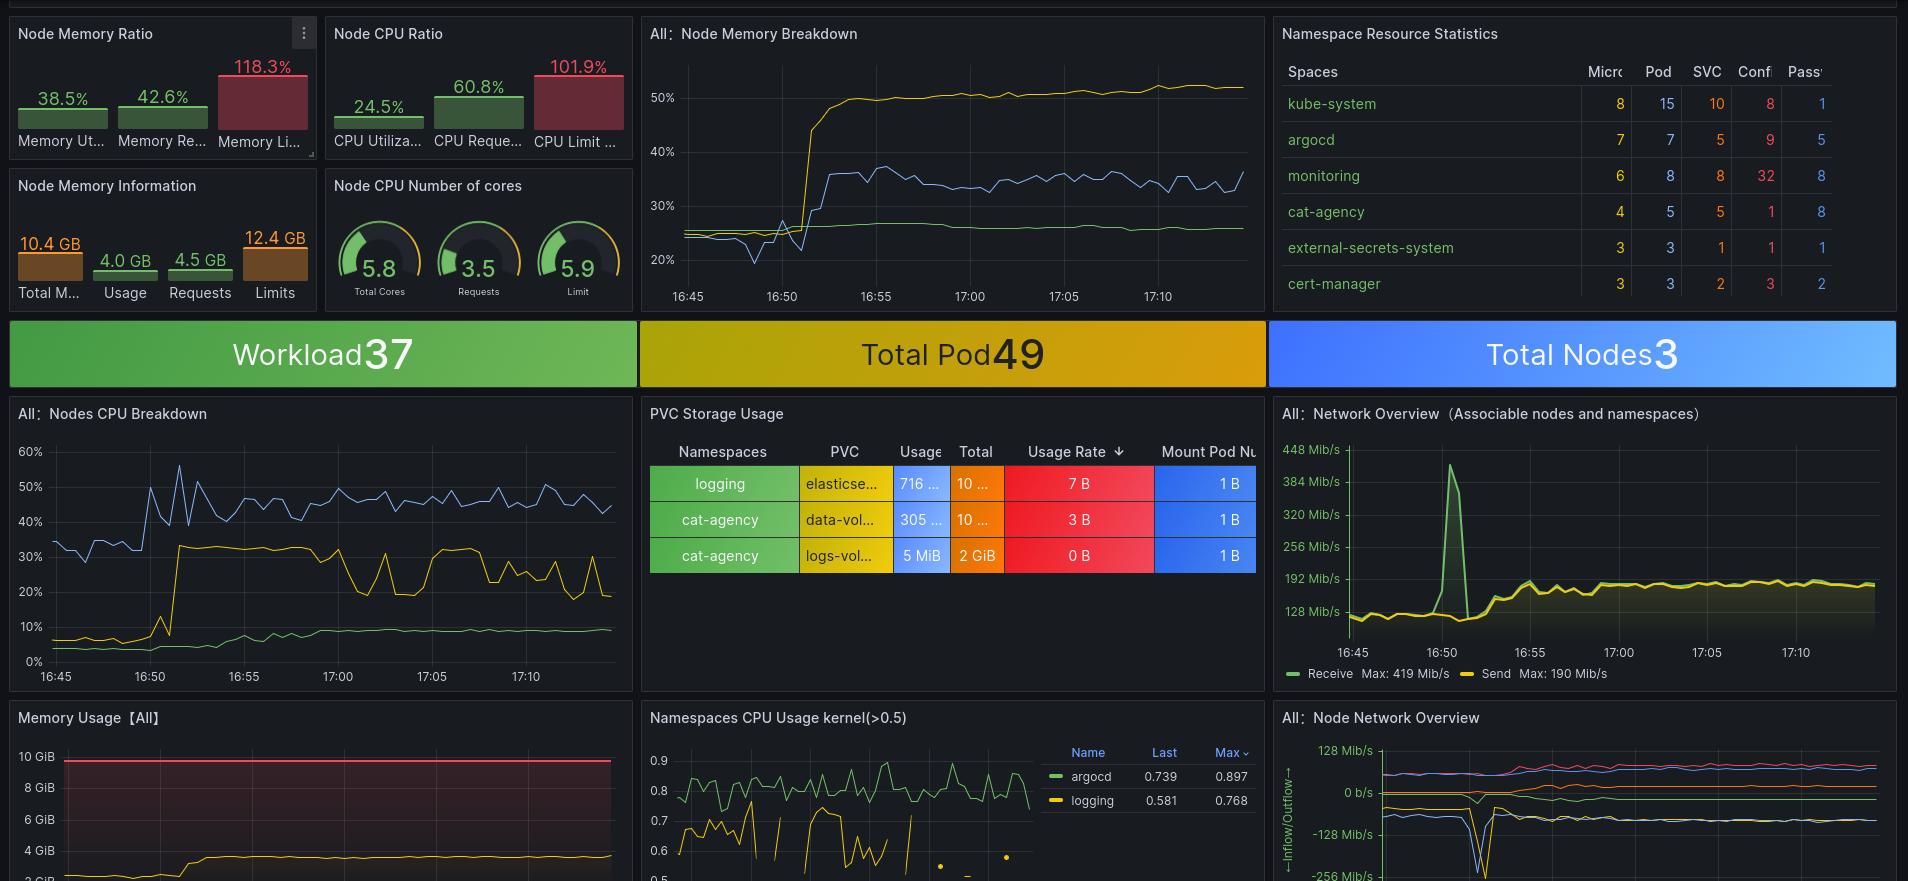 Node Memory Ratio
38.5%
42.6%
118.3%
Memory Ut...
Memory Re...
Memory Li...
Node CPU Ratio
24.5%
60.8%
101.9%
CPU Utiliza...
CPU Reque...
CPU Limit ...
All：Node Memory Breakdown
50%
40%
30%
20%
16:45 16:50 16:55 17:00 17:05 17:10
Namespace Resource Statistics
Spaces Micro Pod SVC Confi Pass
kube-system 8 15 10 8 1
argocd 7 7 5 9 5
monitoring 6 8 8 32 8
cat-agency 4 5 5 1 8
external-secrets-system 3 3 1 1 1
cert-manager 3 3 2 3 2
Node Memory Information
10.4 GB
4.0 GB
4.5 GB
12.4 GB
Total M...
Usage
Requests
Limits
Node CPU Number of cores
5.8
3.5
5.9
Total Cores
Requests
Limit
Workload37
Total Pod49
Total Nodes3
All：Nodes CPU Breakdown
60%
50%
40%
30%
20%
10%
0%
16:45 16:50 16:55 17:00 17:05 17:10
PVC Storage Usage
Namespaces PVC Usage Total Usage Rate ↓ Mount Pod Nu
logging elasticse... 716 ... 10 ... 7 B 1 B
cat-agency data-vol... 305 ... 10 ... 3 B 1 B
cat-agency logs-vol... 5 MiB 2 GiB 0 B 1 B
All：Network Overview（Associable nodes and namespaces）
448 Mib/s
384 Mib/s
320 Mib/s
256 Mib/s
192 Mib/s
128 Mib/s
16:45 16:50 16:55 17:00 17:05 17:10
Receive Max: 419 Mib/s Send Max: 190 Mib/s
Memory Usage【All】
10 GiB
8 GiB
6 GiB
4 GiB
2 GiB
Namespaces CPU Usage kernel(>0.5)
0.9
0.8
0.7
0.6
0.5
Name Last Max
argocd 0.739 0.897
logging 0.581 0.768
All：Node Network Overview
←Inflow/Outflow→
128 Mib/s
0 b/s
-128 Mib/s
-256 Mib/s